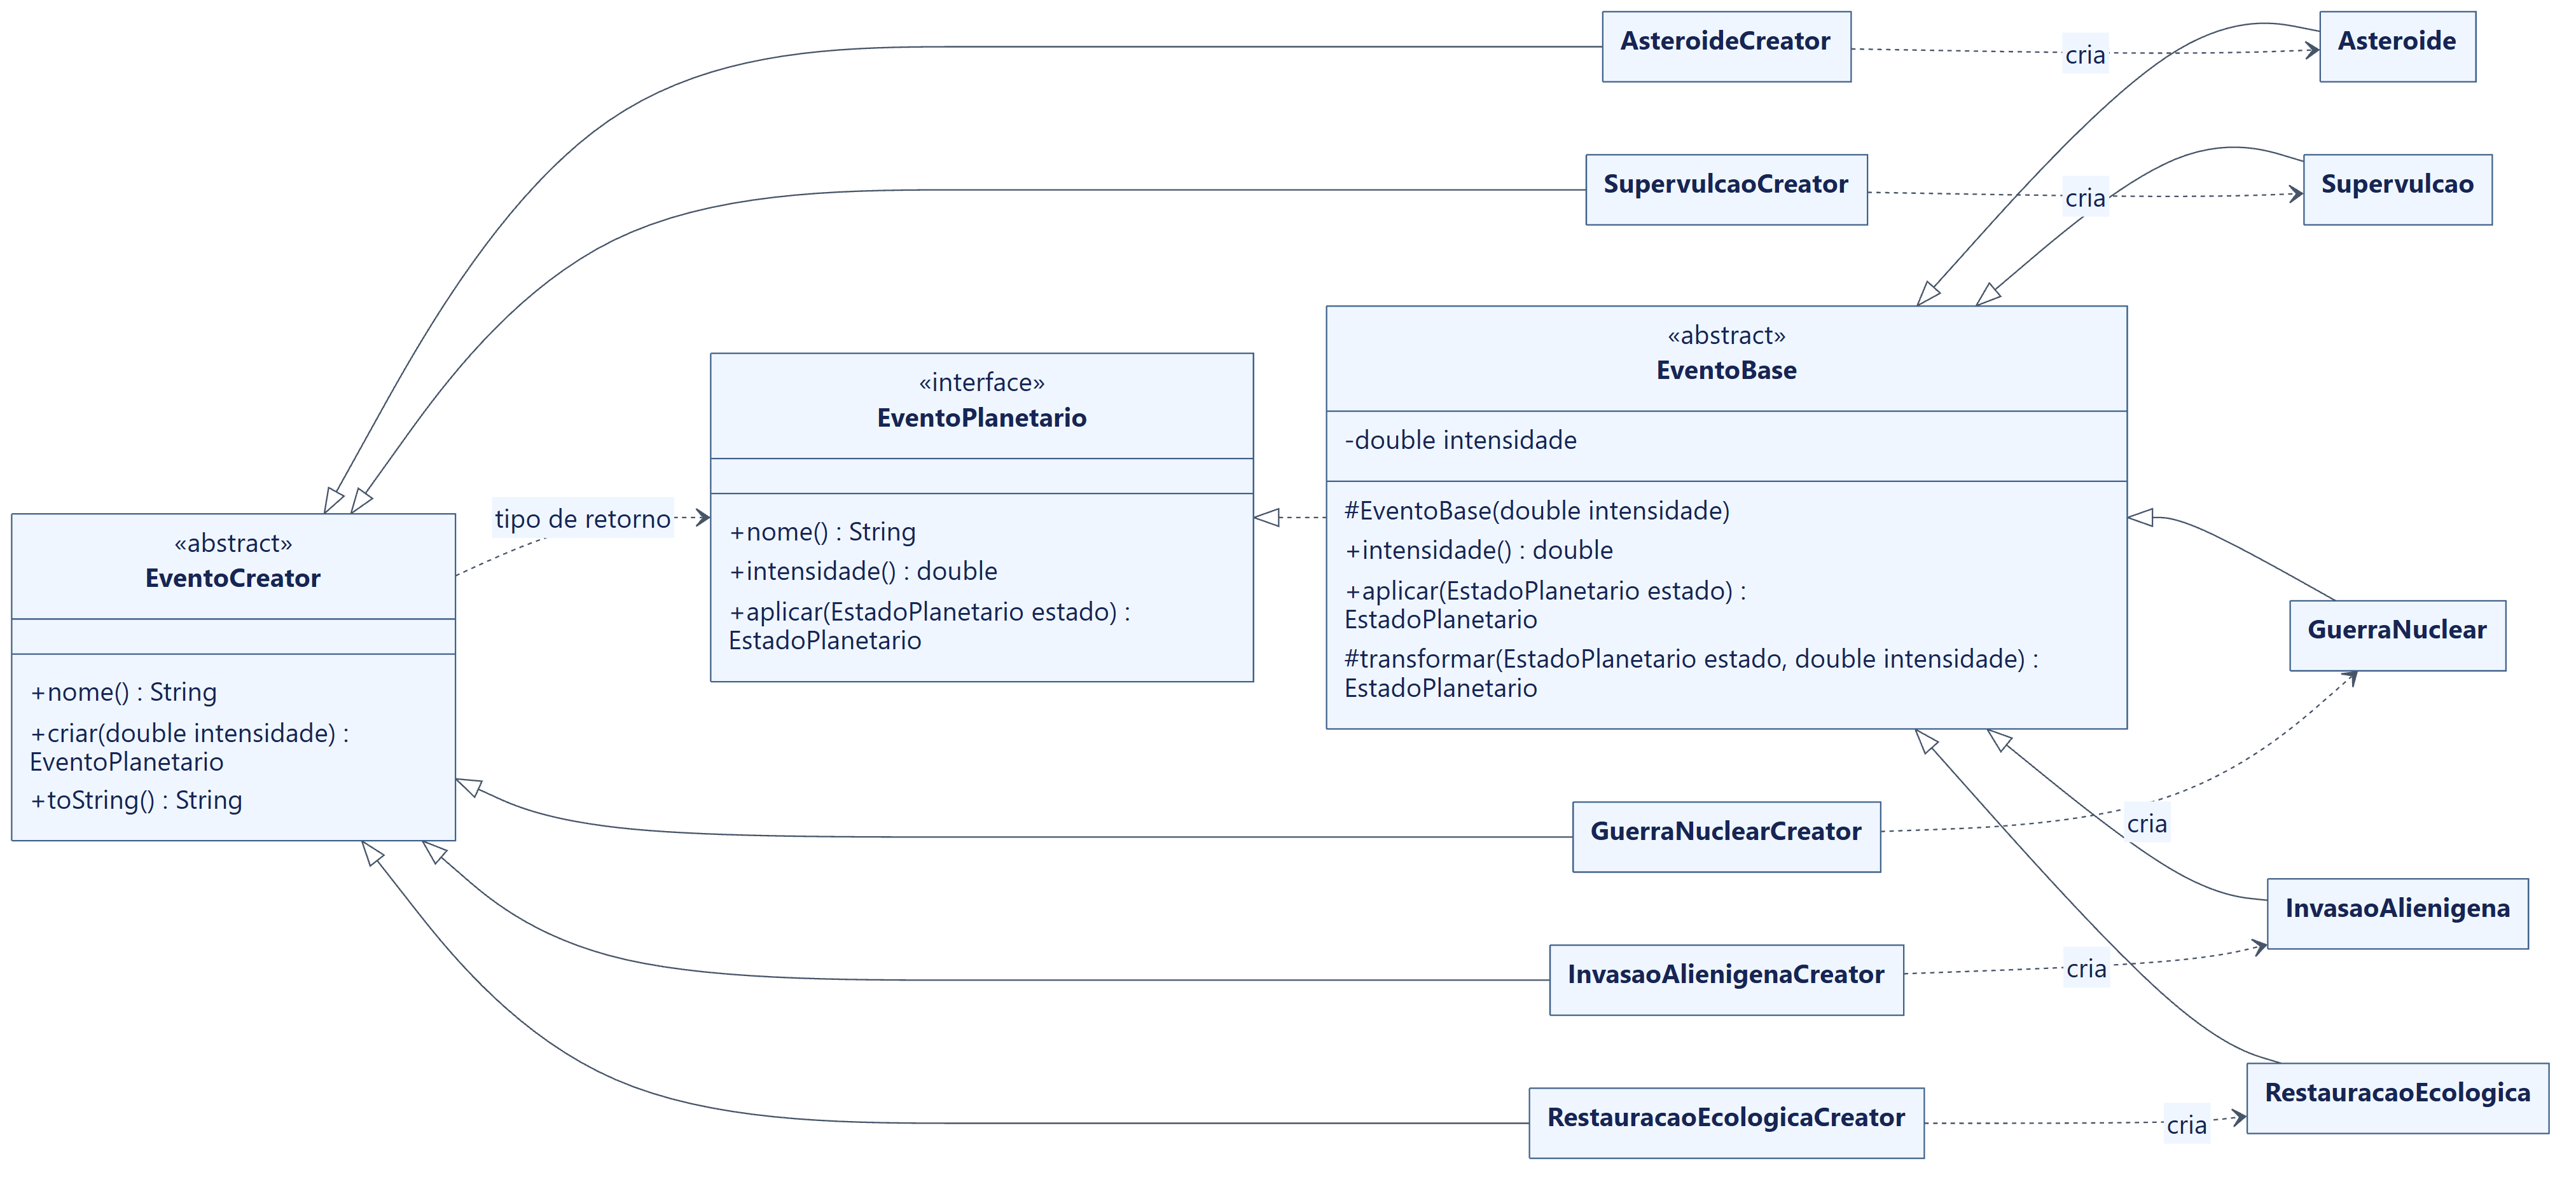 AsteroideCreator
cria
Asteroide
SupervulcaoCreator
cria
Supervulcao
«abstract»
EventoCreator
+nome() : String
+criar(double intensidade) :
EventoPlanetario
+toString() : String
tipo de retorno
«interface»
EventoPlanetario
+nome() : String
+intensidade() : double
+aplicar(EstadoPlanetario estado) :
EstadoPlanetario
«abstract»
EventoBase
-double intensidade
#EventoBase(double intensidade)
+intensidade() : double
+aplicar(EstadoPlanetario estado) :
EstadoPlanetario
#transformar(EstadoPlanetario estado, double intensidade) :
EstadoPlanetario
GuerraNuclear
GuerraNuclearCreator
cria
InvasaoAlienigena
InvasaoAlienigenaCreator
cria
RestauracaoEcologica
RestauracaoEcologicaCreator
cria